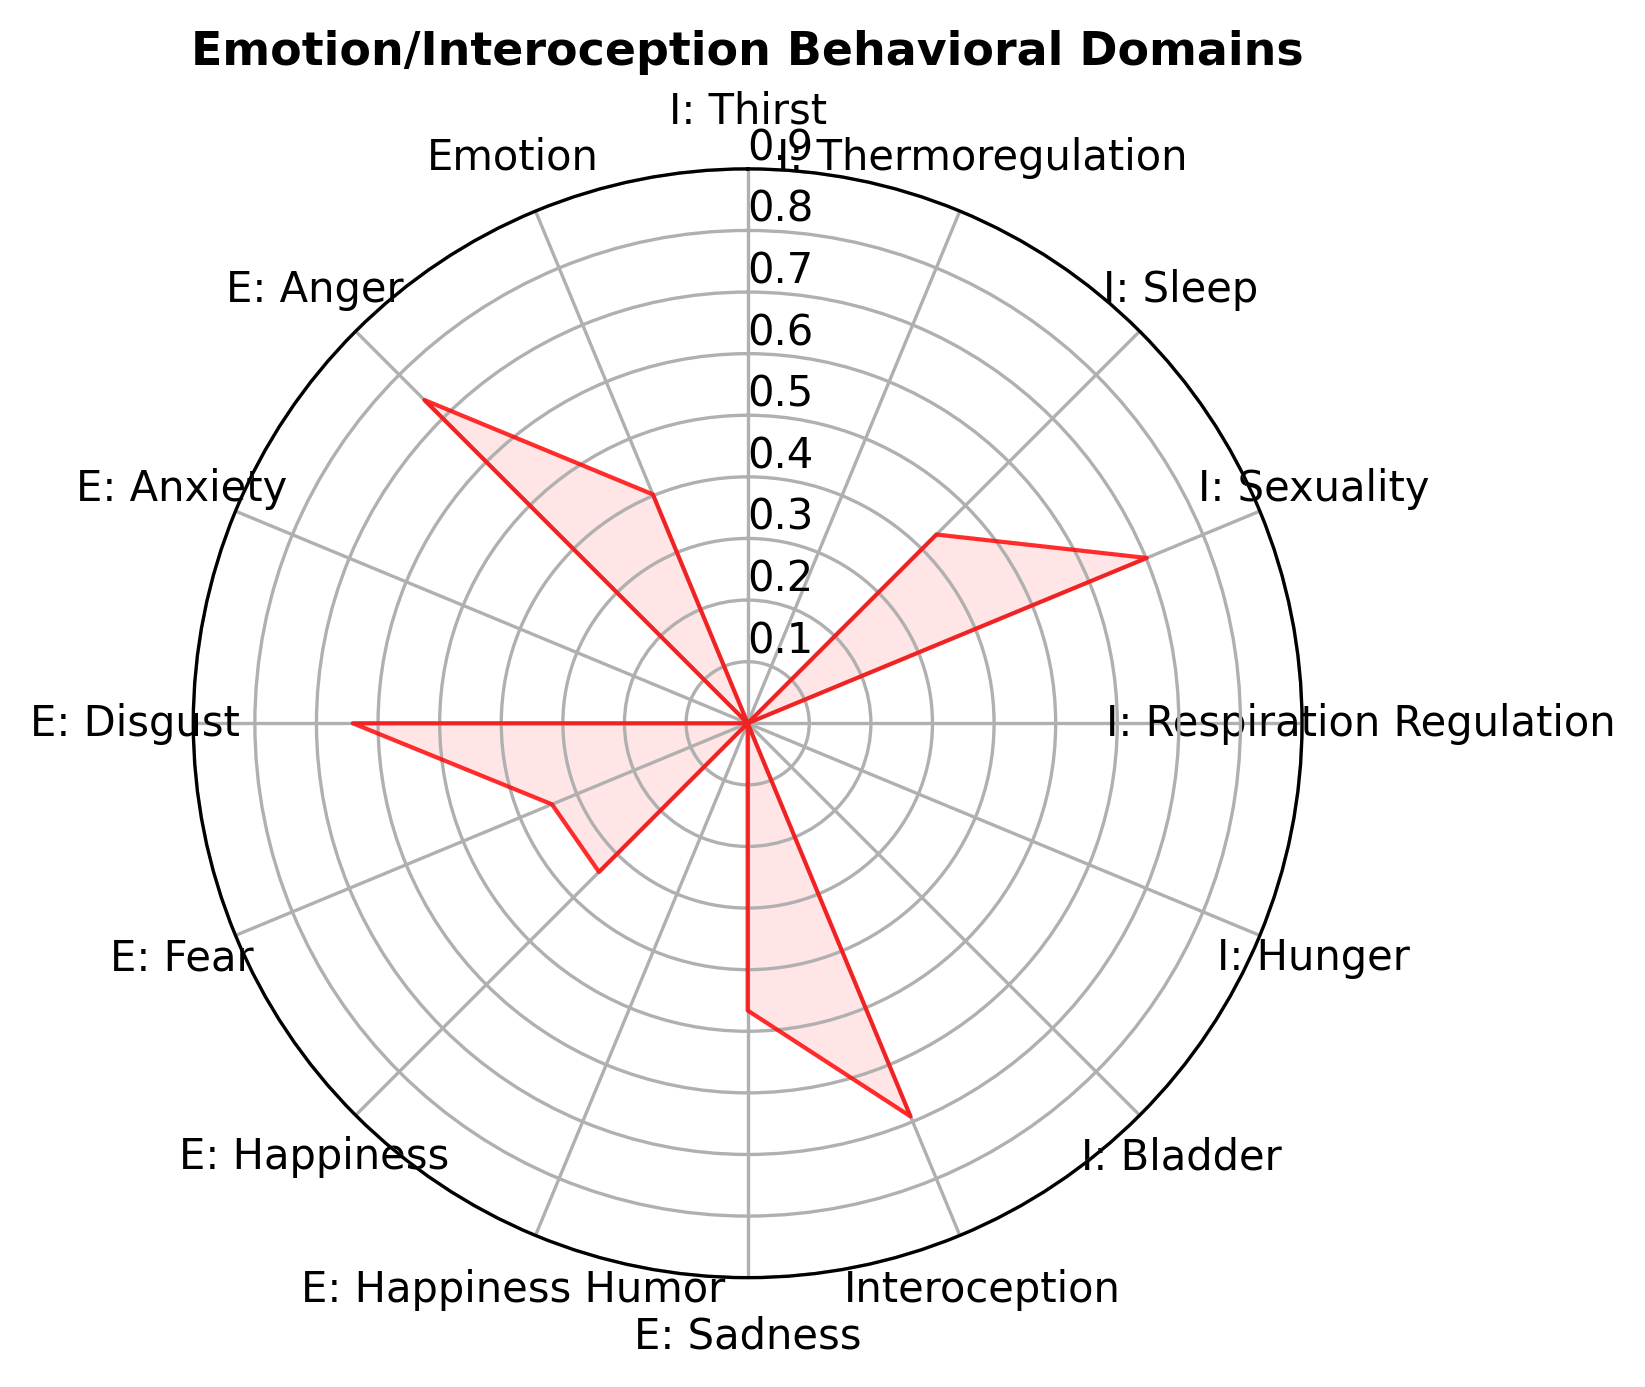 Emotion/Interoception Behavioral Domains
I: Thirst
0.9
Emotion
I: Thermoregulation
0.8
0.7
E: Anger
I: Sleep
0.6
0.5
0.4
E: Anxiety
I: Sexuality
0.3
0.2
0.1
E: Disgust
I: Respiration Regulation
E: Fear
I: Hunger
E: Happiness
I: Bladder
E: Happiness Humor
Interoception
E: Sadness